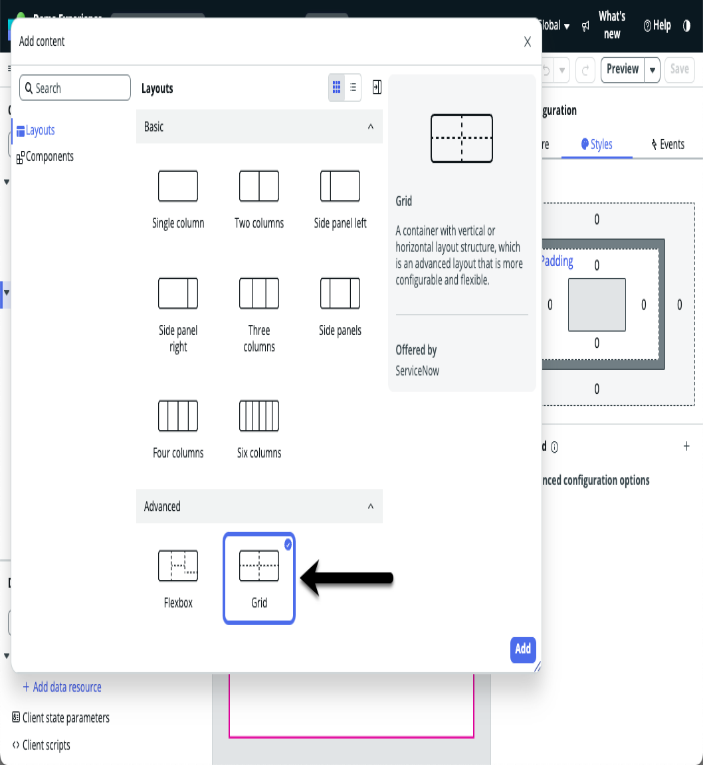 Global
What's
new
Help
Add content
X
Search
Layouts
Components
Layouts
Basic
Single column
Two columns
Side panel left
Side panel
right
Three
columns
Side panels
Four columns
Six columns
Advanced
Flexbox
Grid
Grid
A container with vertical or
horizontal layout structure, which
is an advanced layout that is more
configurable and flexible.
Offered by
ServiceNow
Add
Preview
Save
guration
re
Styles
Events
0
Padding
0
0
0
0
0
0
d
+
nced configuration options
+ Add data resource
Client state parameters
Client scripts